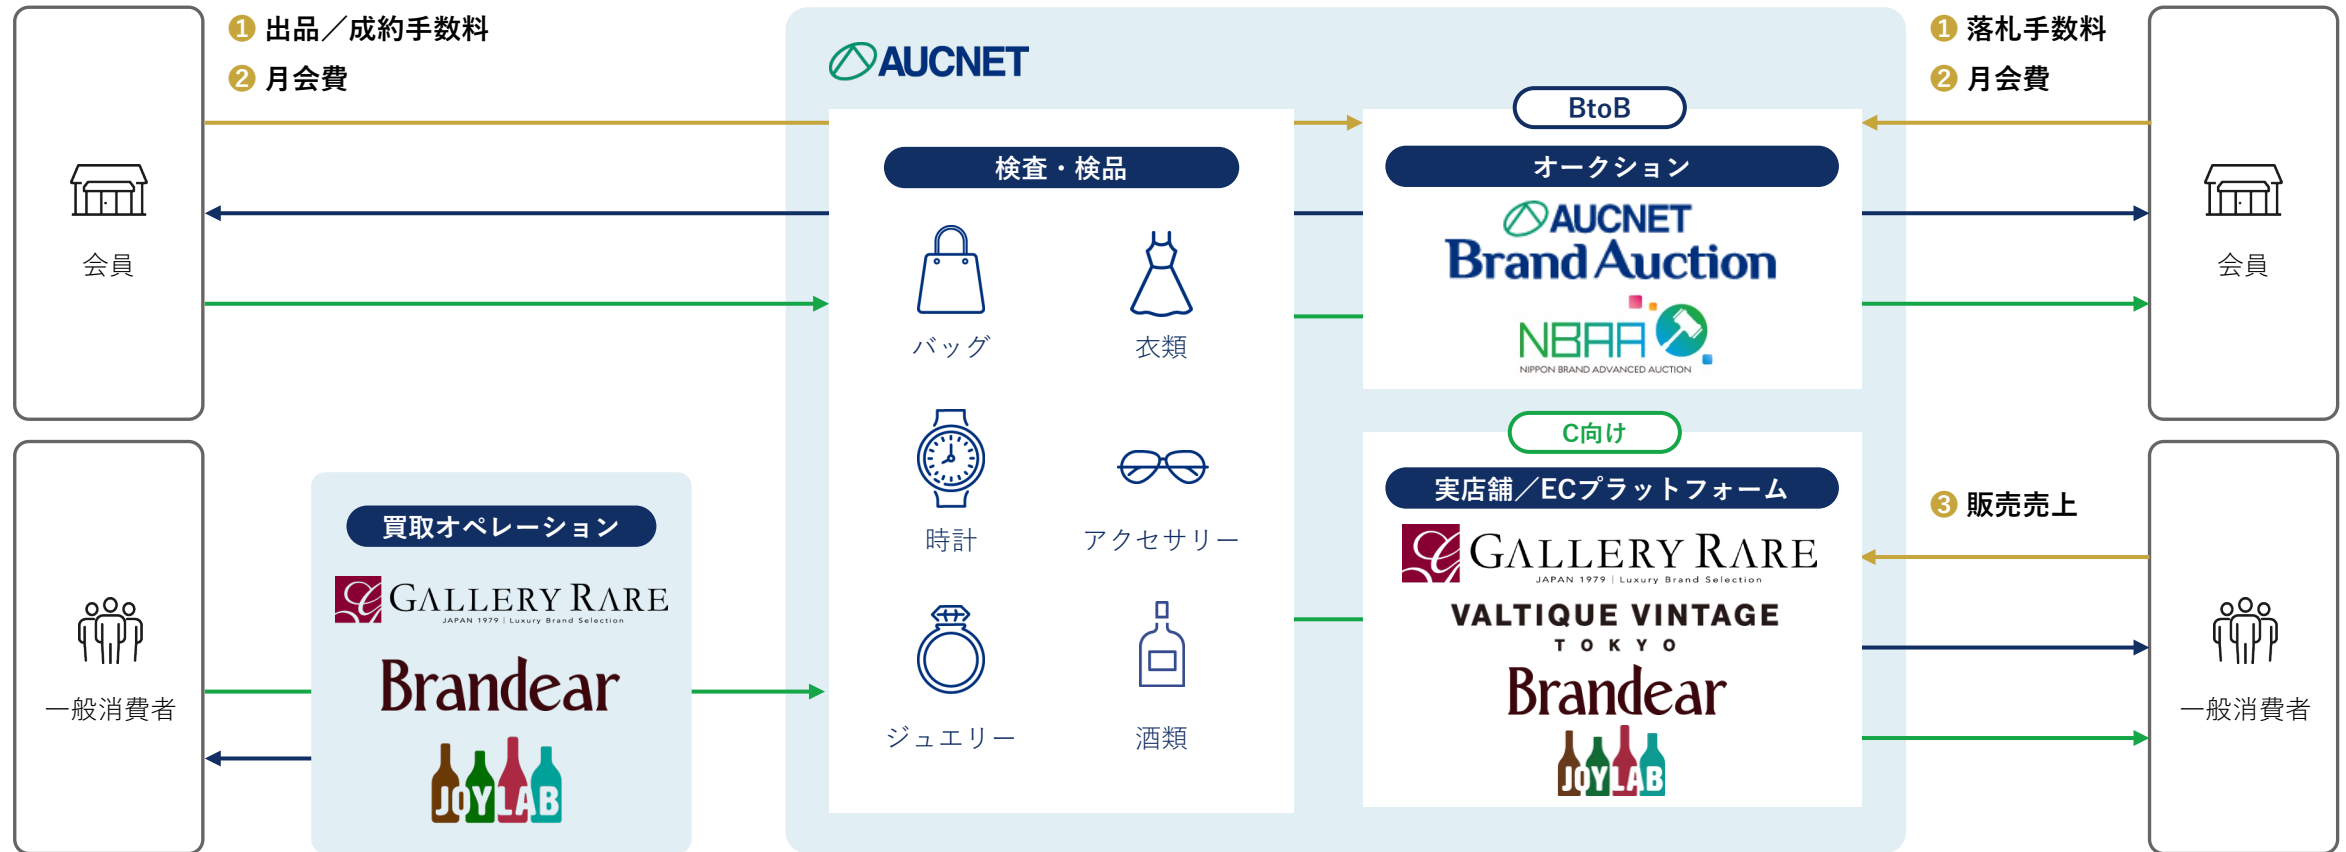 ❶ 出品／成約手数料
❷ 月会費
会員
一般消費者
買取オペレーション
GALLERY RARE
JAPAN 1979 | Luxury Brand Selection
Brandear
JOYLAB
AUCNET
検査・検品
バッグ
衣類
時計
アクセサリー
ジュエリー
酒類
BtoB
オークション
AUCNET
Brand Auction
NBAA
NIPPON BRAND ADVANCED AUCTION
C向け
実店舗／ECプラットフォーム
GALLERY RARE
JAPAN 1979 | Luxury Brand Selection
VALTIQUE VINTAGE
TOKYO
Brandear
JOYLAB
❶ 落札手数料
❷ 月会費
会員
❸ 販売売上
一般消費者